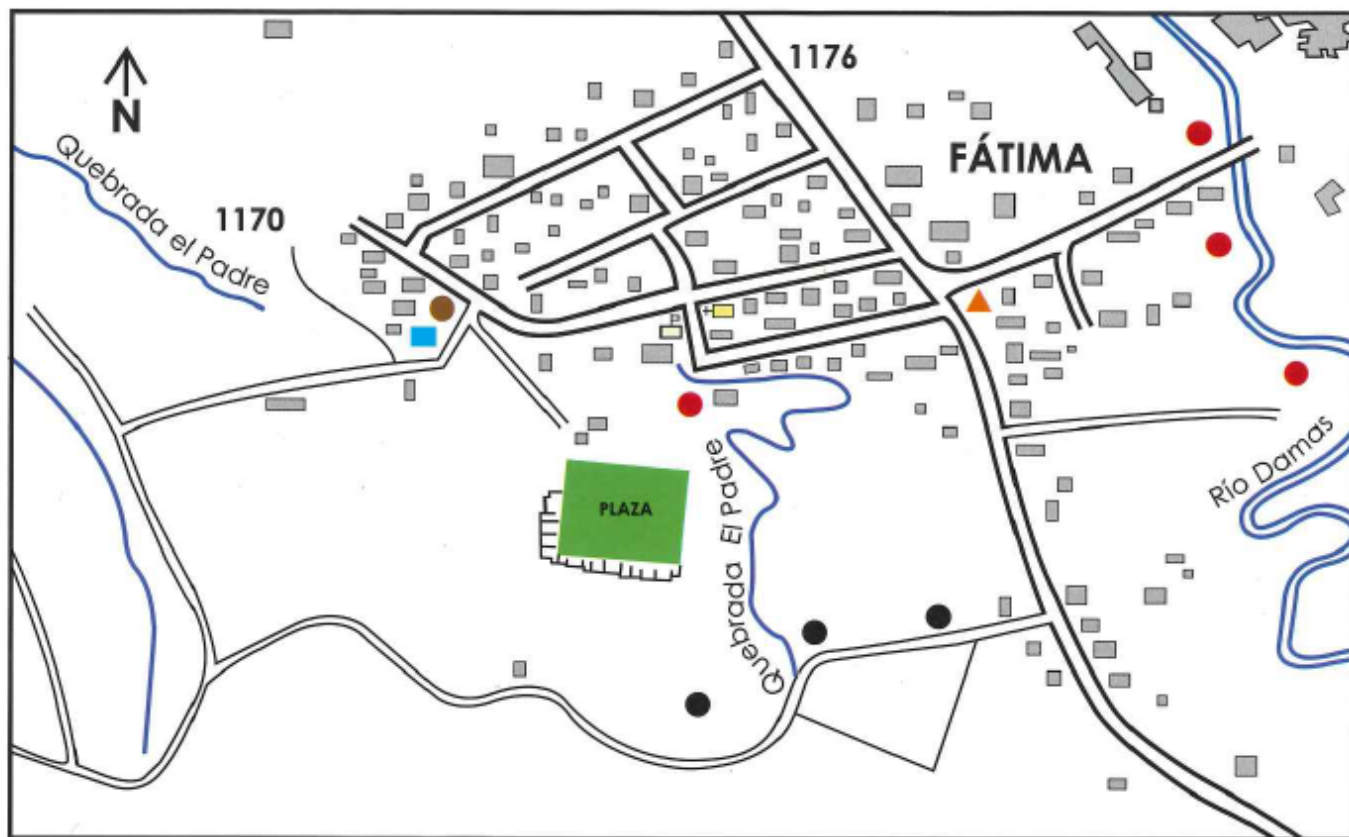 1176
N
FÁTIMA
Quebrada el Padre
1170
PLAZA
Quebrada El Padre
Río Damas